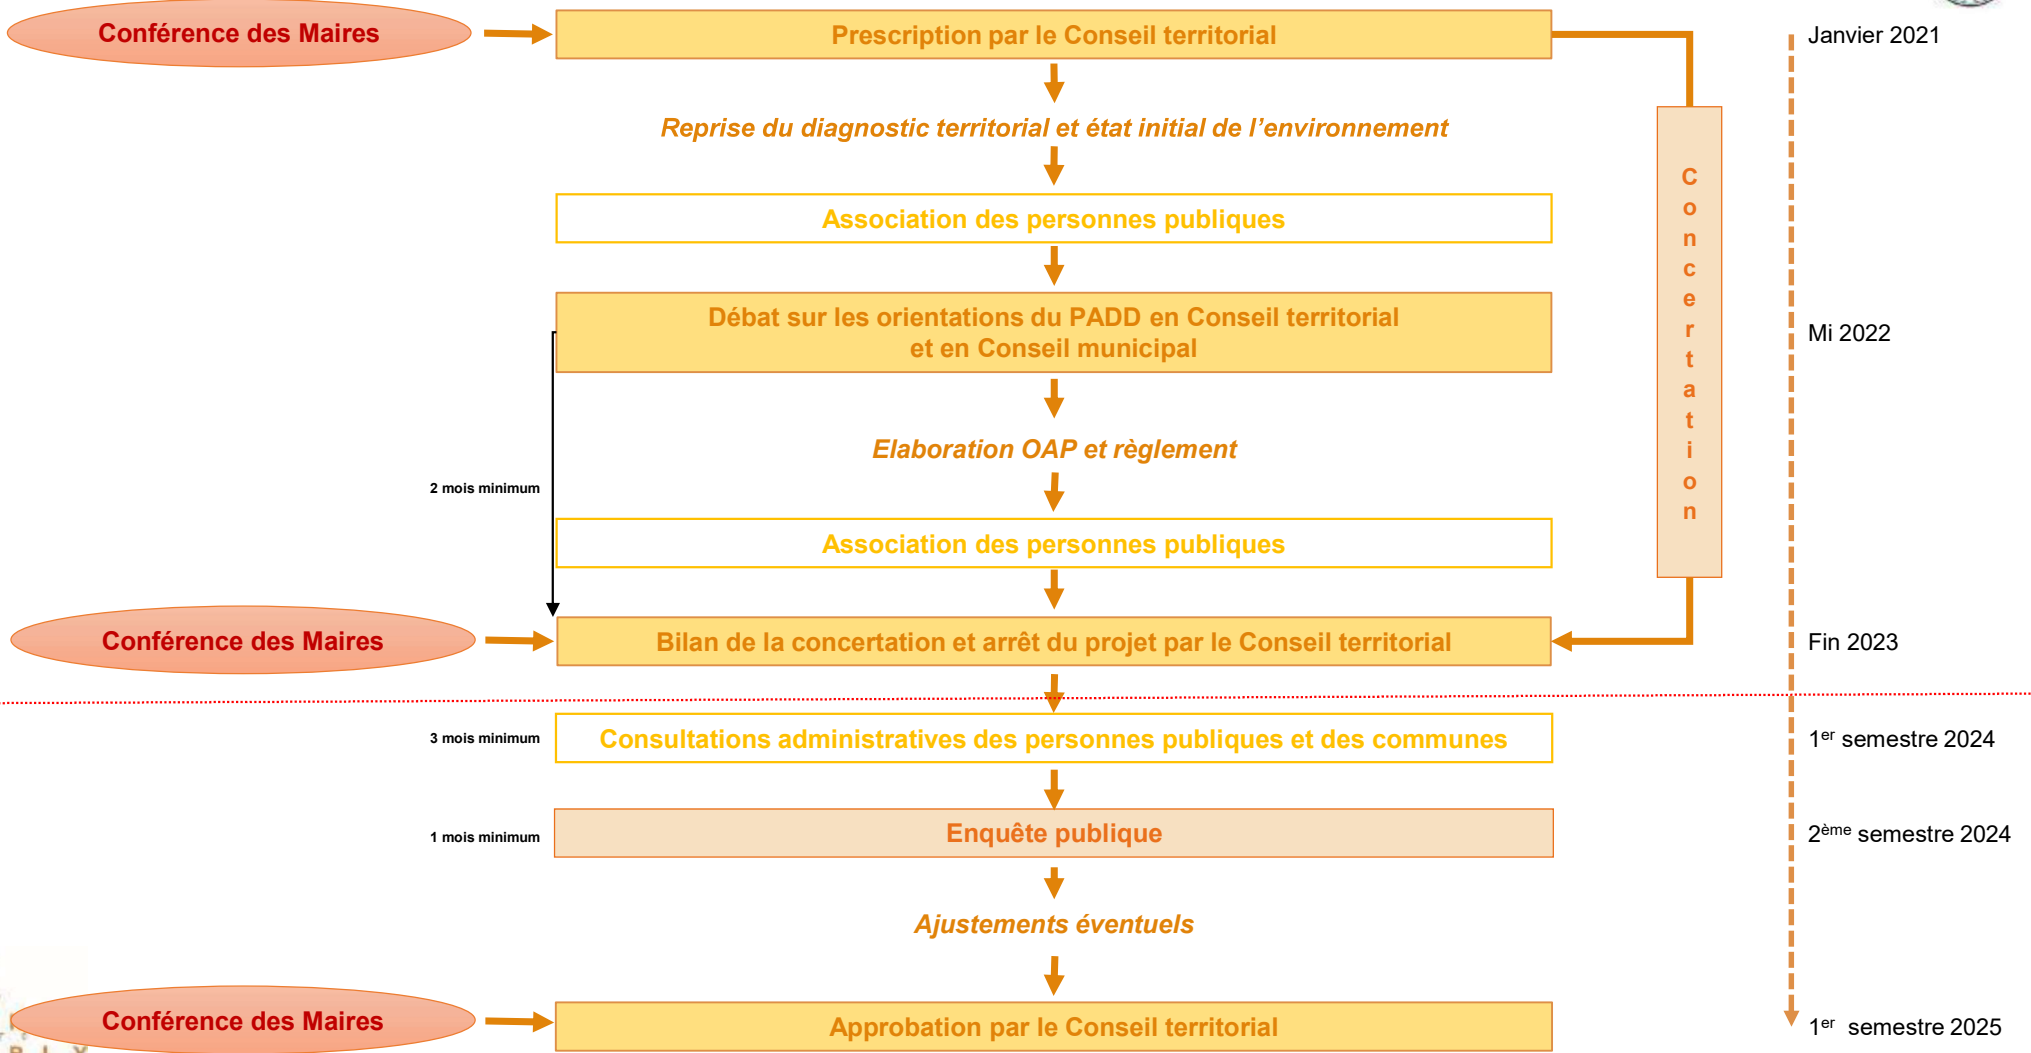 Conférence des Maires
Prescription par le Conseil territorial
Janvier 2021
Reprise du diagnostic territorial et état initial de l’environnement
Association des personnes publiques
Concertation
Débat sur les orientations du PADD en Conseil territorial
et en Conseil municipal
Mi 2022
Elaboration OAP et règlement
2 mois minimum
Association des personnes publiques
Conférence des Maires
Bilan de la concertation et arrêt du projet par le Conseil territorial
Fin 2023
3 mois minimum
Consultations administratives des personnes publiques et des communes
1er semestre 2024
1 mois minimum
Enquête publique
2ème semestre 2024
Ajustements éventuels
Conférence des Maires
Approbation par le Conseil territorial
1er semestre 2025